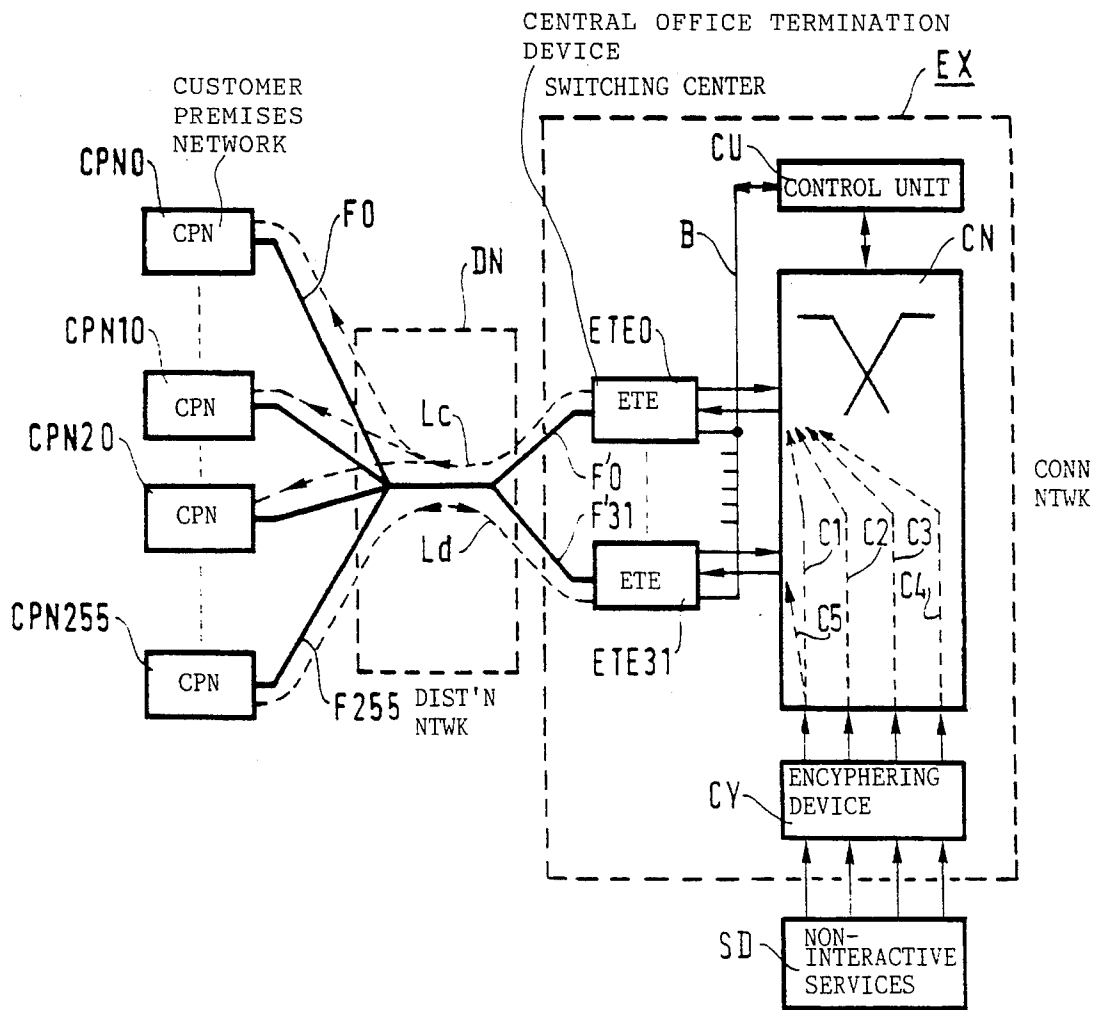 CENTRAL OFFICE TERMINATION
DEVICE
EX
SWITCHING CENTER
CUSTOMER
PREMISES
NETWORK
CPN0
CPN
F0
CU
CONTROL UNIT
B
CN
DN
CPN10
CPN
ETE0
ETE
Lc
F'0
CPN20
CPN
F'31
CONN
NTWK
Ld
ETE
C1
C2
C3
C4
C5
CPN255
CPN
ETE31
F255
DIST'N
NTWK
CY
ENCYPHERING
DEVICE
SD
NON-
INTERACTIVE
SERVICES